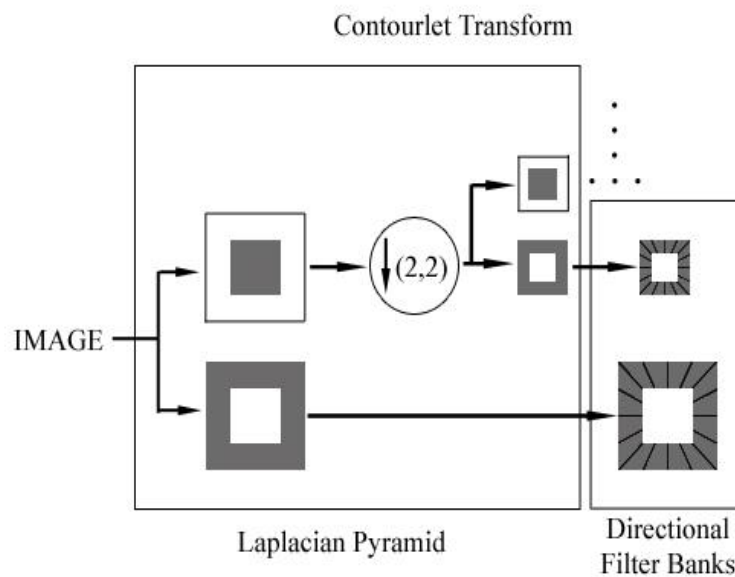 Contourlet Transform
(2,2)
IMAGE
Laplacian Pyramid
Directional
Filter Banks